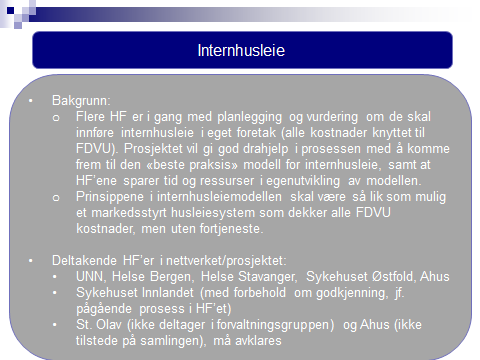 Internhusleie
• Bakgrunn:
o Flere HF er i gang med planlegging og vurdering om de skal
innføre internhusleie i eget foretak (alle kostnader knyttet til
FDVU). Prosjektet vil gi god drahjelp i prosessen med å komme
frem til den «beste praksis» modell for internhusleie, samt at
HF'ene sparer tid og ressurser i egenutvikling av modellen.
o Prinsippene i internhusleiemodellen skal være så lik som mulig
et markedsstyrt husleiesystem som dekker alle FDVU
kostnader, men uten fortjeneste.
• Deltakende HF'er i nettverket/prosjektet:
• UNN, Helse Bergen, Helse Stavanger, Sykehuset Østfold, Ahus
• Sykehuset Innlandet (med forbehold om godkjenning, jf.
pågående prosess i HF'et)
• St. Olav (ikke deltager i forvaltningsgruppen) og Ahus (ikke
tilstede på samlingen), må avklares